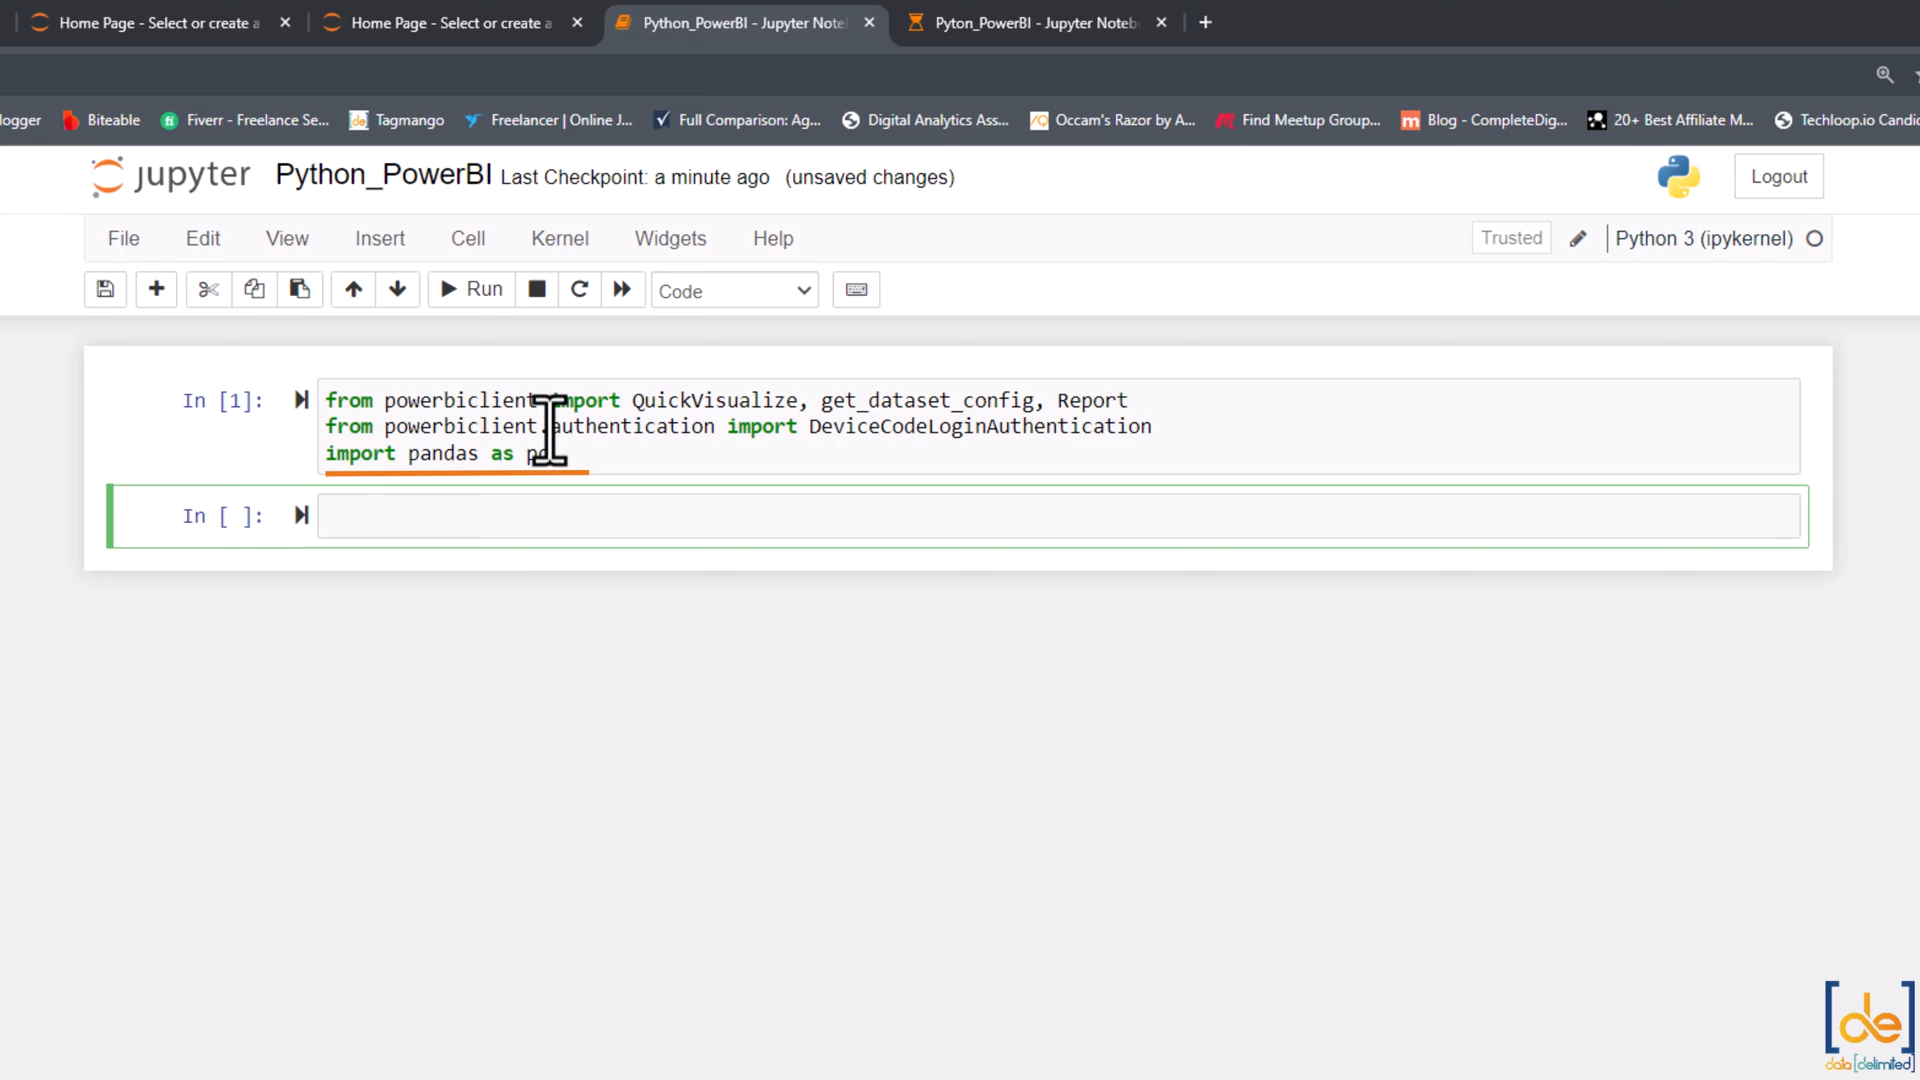 Home Page - Select or create a
Home Page - Select or create a
Python_PowerBI - Jupyter Note
Pyton_PowerBI - Jupyter Noteb
logger
Biteable
Fiverr - Freelance Se...
Tagmango
Freelancer | Online J...
Full Comparison: Ag...
Digital Analytics Ass...
Occam's Razor by A...
Find Meetup Group...
Blog - CompleteDig...
20+ Best Affiliate M...
Techloop.io Candic
jupyter Python_PowerBI Last Checkpoint: a minute ago (unsaved changes)
Logout
File Edit View Insert Cell Kernel Widgets Help
Trusted
Python 3 (ipykernel)
Run
Code
In [1]:
from powerbiclient import QuickVisualize, get_dataset_config, Report
from powerbiclient.authentication import DeviceCodeLoginAuthentication
import pandas as pd
In [ ]:
[de]
data [delimited]